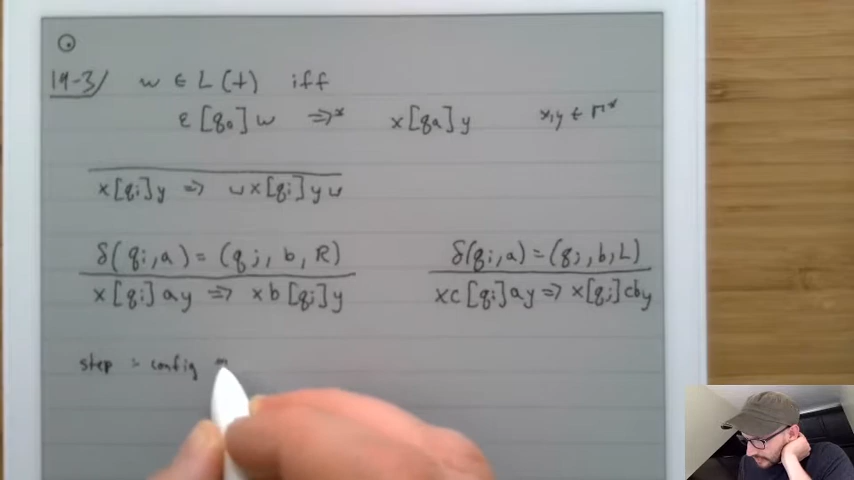 19-3/ w ∈ L(t) iff
ε[q₀]w ⇒* x[qa]y x,y ∈ Γ*
x[qi]y ⇒ ⊔x[qi]y⊔
δ(qi,a) = (qj, b, R)
x[qi]ay ⇒ xb[qj]y
δ(qi,a) = (qj,b,L)
xc[qi]ay ⇒ x[qj]cby
step : config